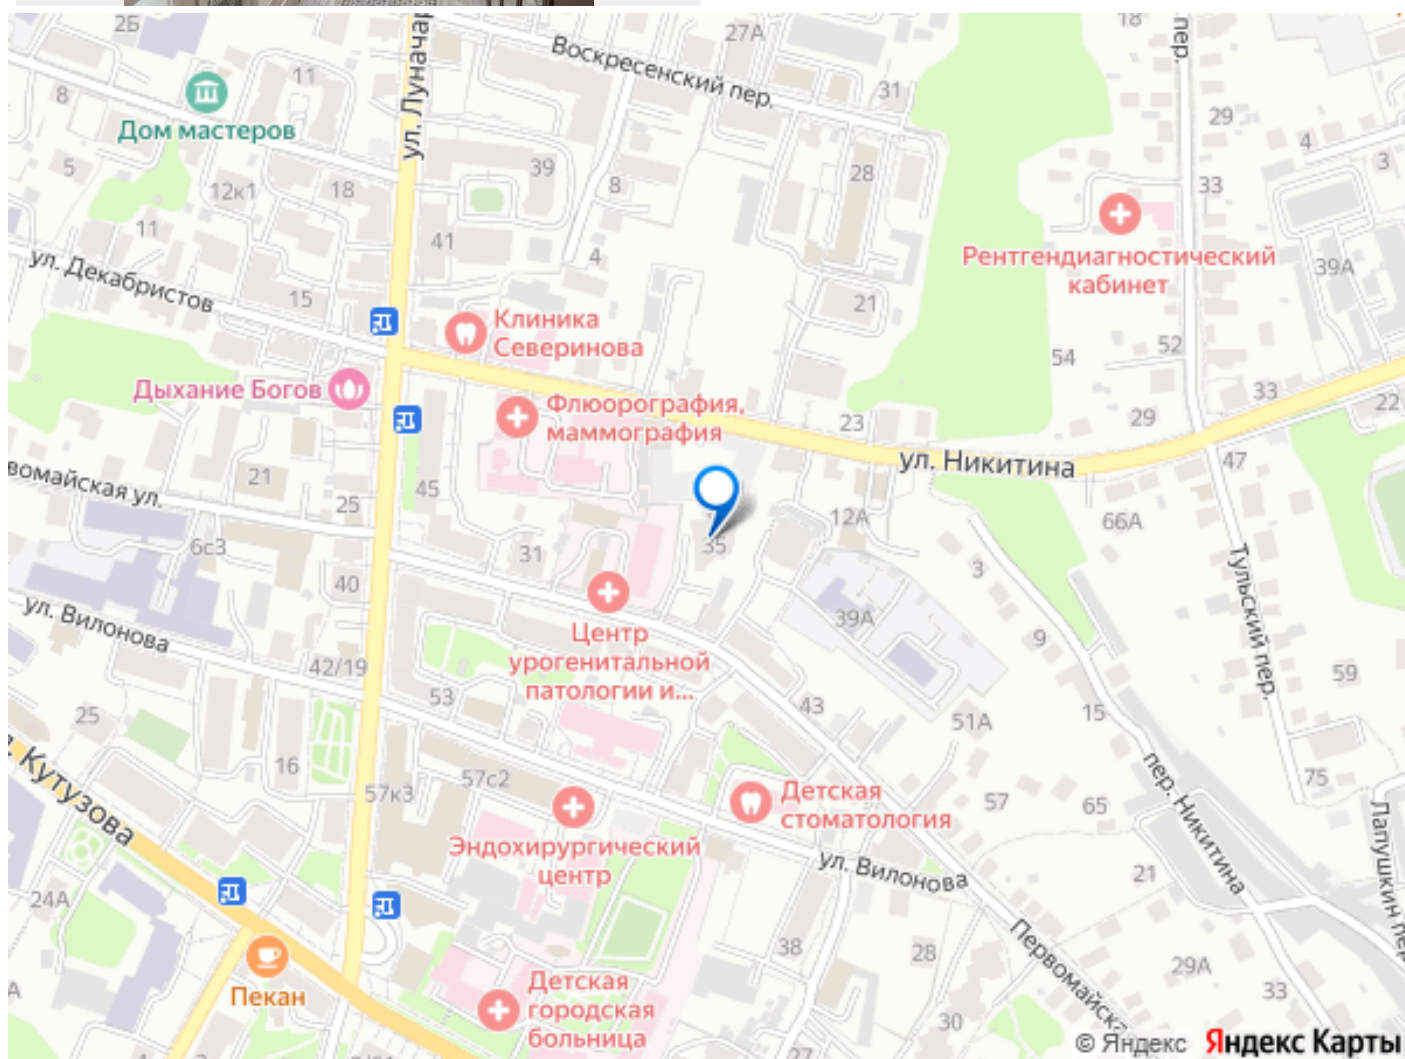 2Б
27А
18
пер.
Воскресенский пер.
11
8
31
Дом мастеров
29
4
3
5
39
28
12к1
18
8
33
ул. Луначар
11
41
Рентгендиагностический
кабинет
4
39А
ул. Декабристов
15
21
Клиника
Северинова
52
54
Дыхание Богов
33
22
Флюорография,
маммография
29
23
ул. Никитина
47
вомайская ул.
21
45
25
12А
66А
35
31
6с3
3
40
Тульский пер.
ул. Вилонова
39А
9
Центр
урогенитальной
патологии и...
42/19
53
59
43
15
51А
25
16
57с2
75
57к3
Детская
стоматология
57
65
пер. Никитина
Кутузова
Эндохирургический
центр
ул. Вилонова
21
Лапушкин пер
24А
38
28
Первомайска
29А
33
Пекан
Детская
городская
больница
30
27
А
© Яндекс Яндекс Карты